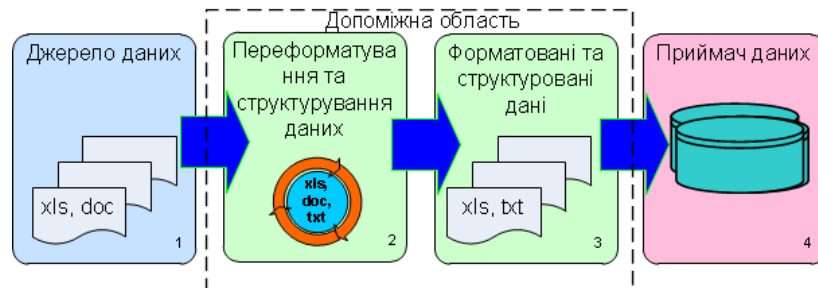 Допоміжна область
Джерело даних
xls, doc
1
Переформатува
ння та
структурування
даних
xls,
doc,
txt
2
Форматовані та
структуровані
дані
xls, txt
3
Приймач даних
4